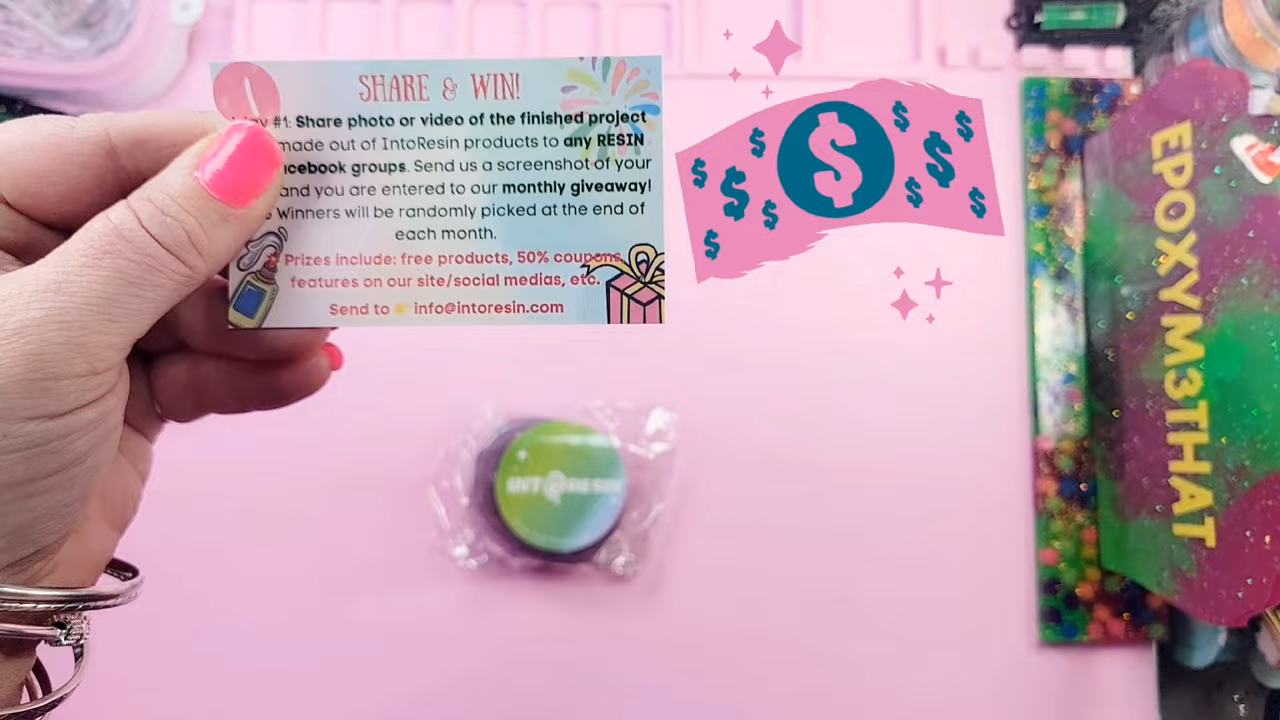 SHARE & WIN!
#1: Share photo or video of the finished project
made out of IntoResin products to any RESIN
groups. Send us a screenshot of your
and you are entered to our monthly giveaway!
Winners will be randomly picked at the end of
each month.
Prizes include: free products, 50% coupons,
features on our site/social medias, etc.
Send to 👉 info@intoresin.com
INT RESIN
EPOXYM3THAT
$
$ $ $ $ $ $ $ $ $ $